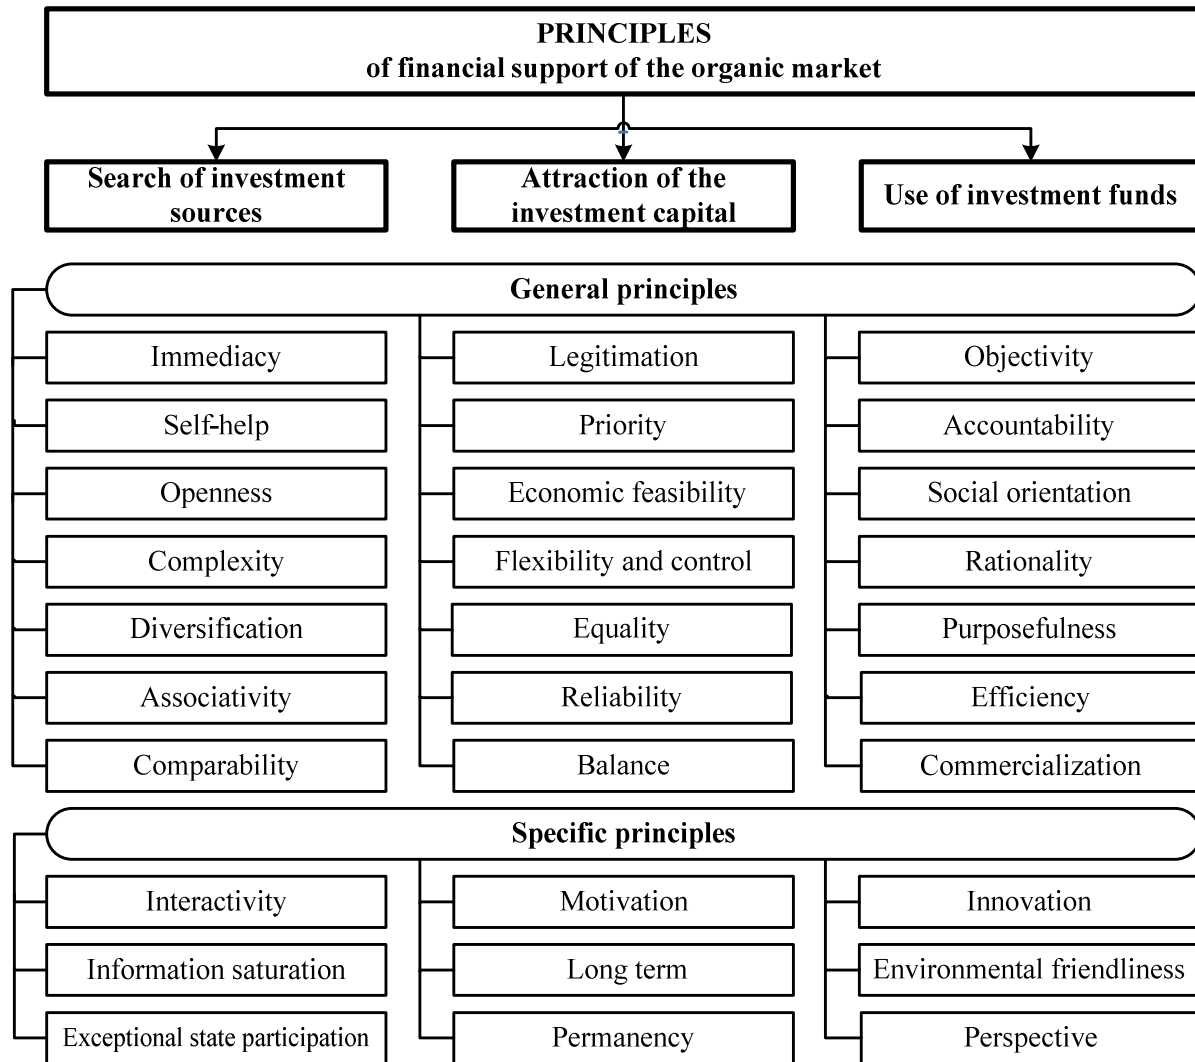 PRINCIPLES
of financial support of the organic market
Search of investment
sources
Attraction of the
investment capital
Use of investment funds
General principles
Immediacy
Legitimation
Objectivity
Self-help
Priority
Accountability
Openness
Economic feasibility
Social orientation
Complexity
Flexibility and control
Rationality
Diversification
Equality
Purposefulness
Associativity
Reliability
Efficiency
Comparability
Balance
Commercialization
Specific principles
Interactivity
Motivation
Innovation
Information saturation
Long term
Environmental friendliness
Exceptional state participation
Permanency
Perspective